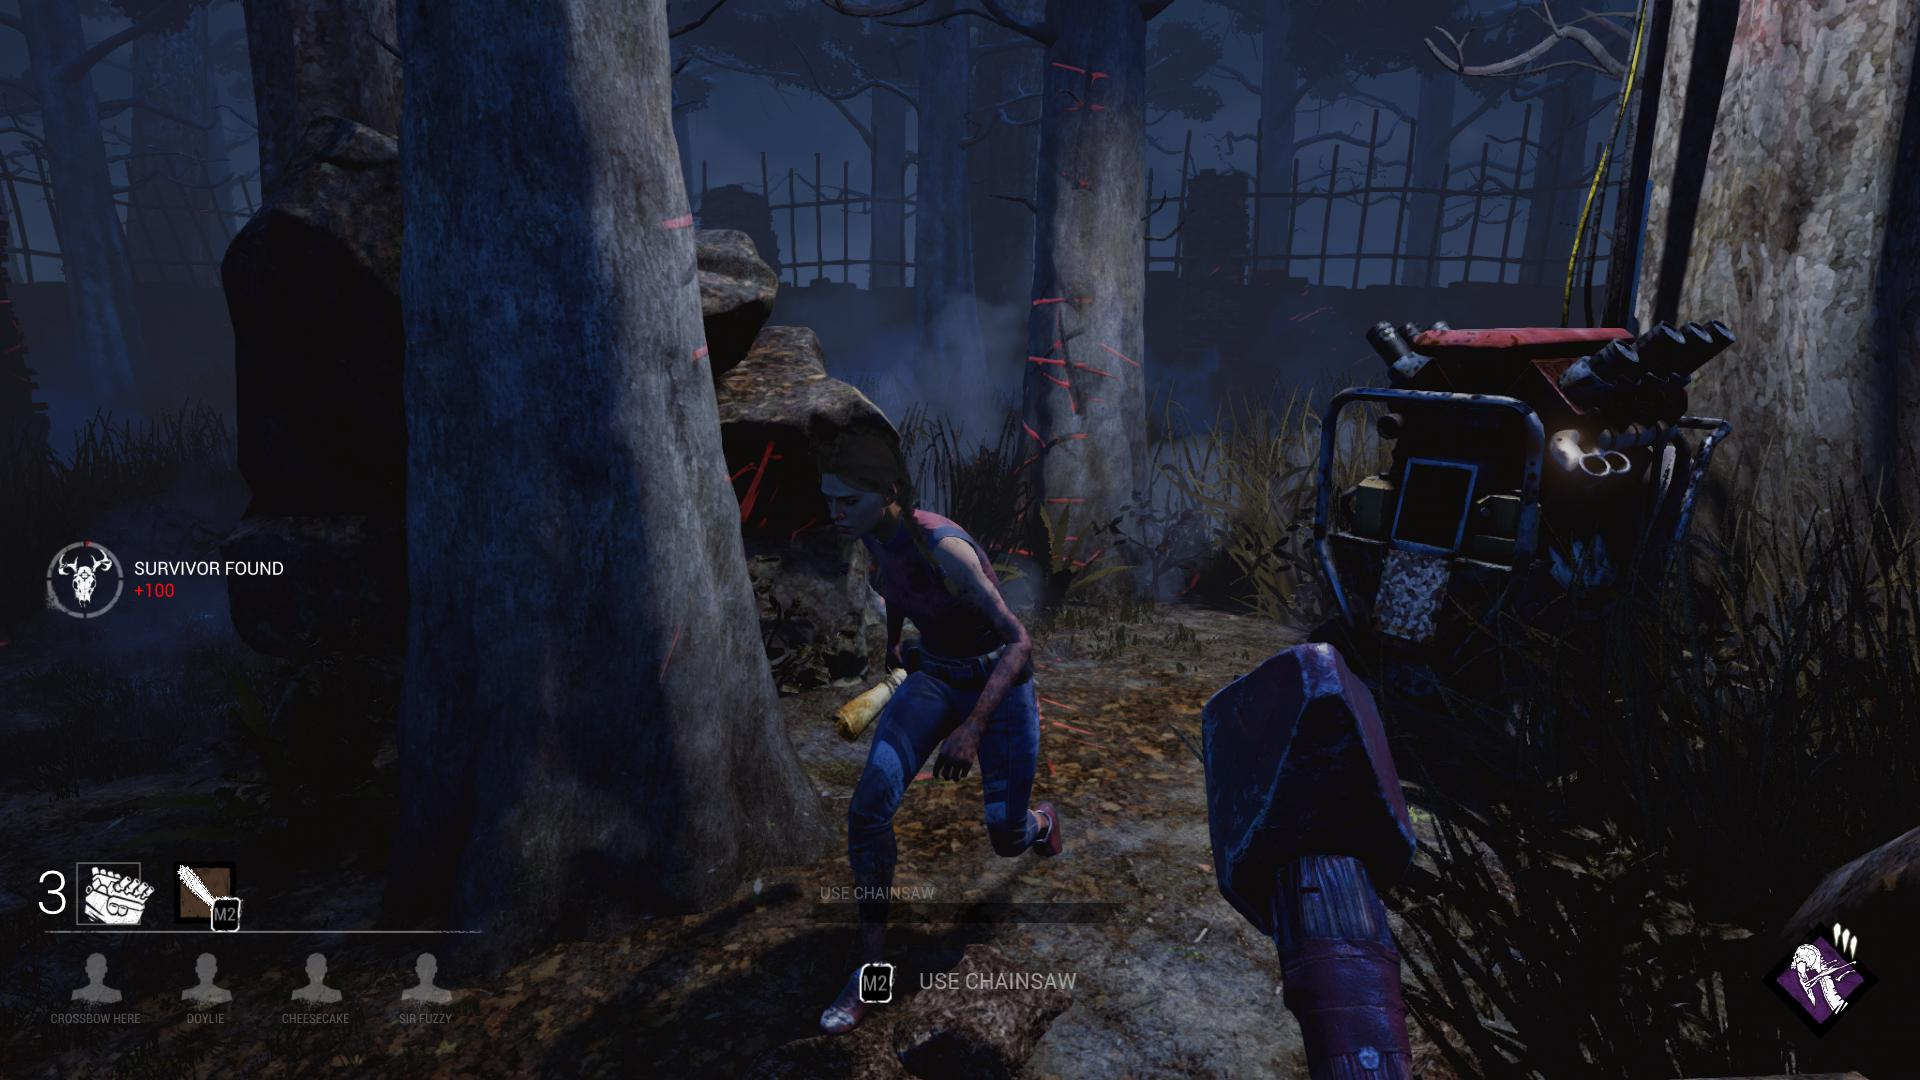 SURVIVOR FOUND
+100
3
M2
USE CHAINSAW
M2 USE CHAINSAW
CROSSBOW HERE DOYLIE CHEESECAKE SIR FUZZY